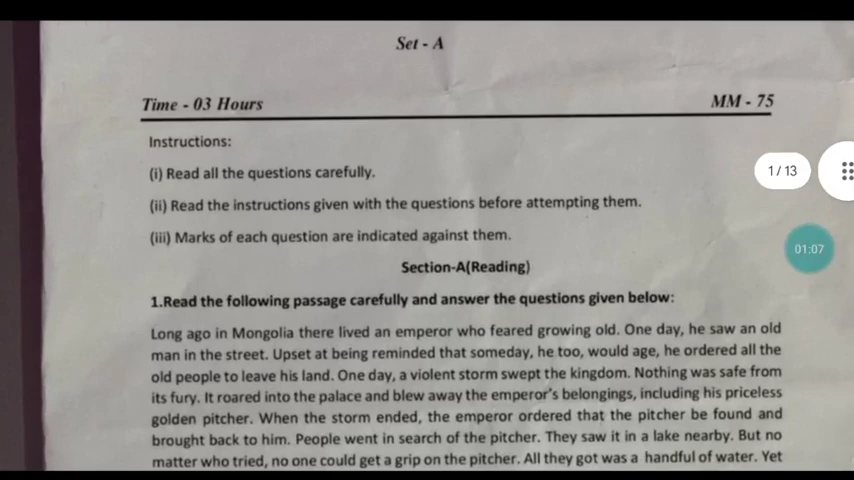 Set - A
Time - 03 Hours MM - 75
Instructions:
(i) Read all the questions carefully.
1 / 13
(ii) Read the instructions given with the questions before attempting them.
(iii) Marks of each question are indicated against them.
01:07
Section-A(Reading)
1.Read the following passage carefully and answer the questions given below:
Long ago in Mongolia there lived an emperor who feared growing old. One day, he saw an old
man in the street. Upset at being reminded that someday, he too, would age, he ordered all the
old people to leave his land. One day, a violent storm swept the kingdom. Nothing was safe from
its fury. It roared into the palace and blew away the emperor's belongings, including his priceless
golden pitcher. When the storm ended, the emperor ordered that the pitcher be found and
brought back to him. People went in search of the pitcher. They saw it in a lake nearby. But no
matter who tried, no one could get a grip on the pitcher. All they got was a handful of water. Yet